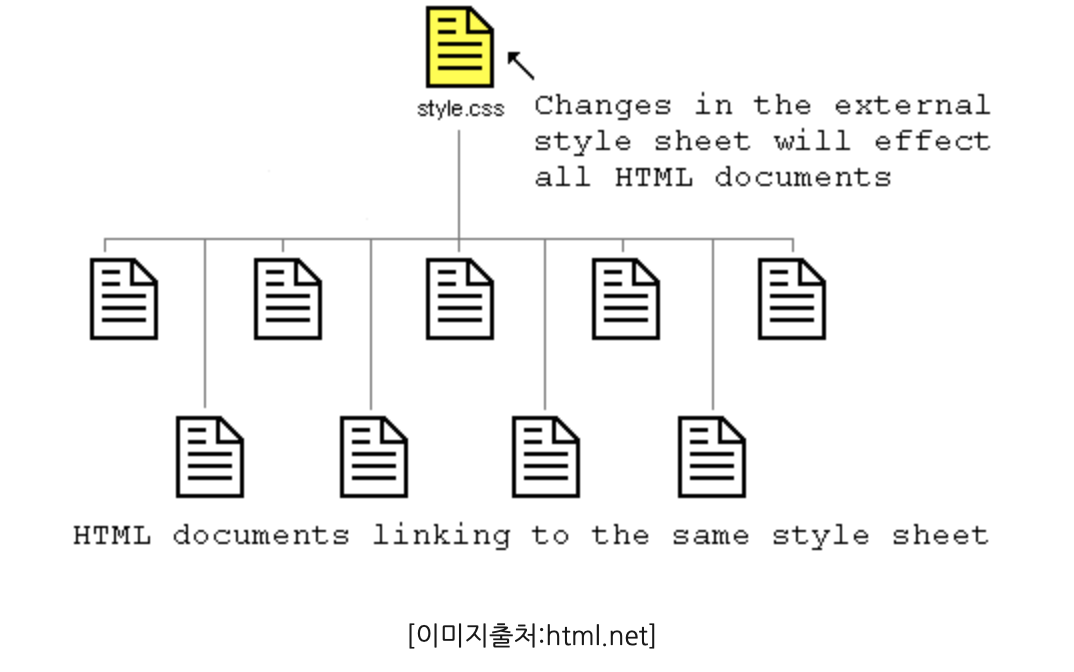 style.css
Changes in the external
style sheet will effect
all HTML documents
HTML documents linking to the same style sheet
[이미지출처:html.net]